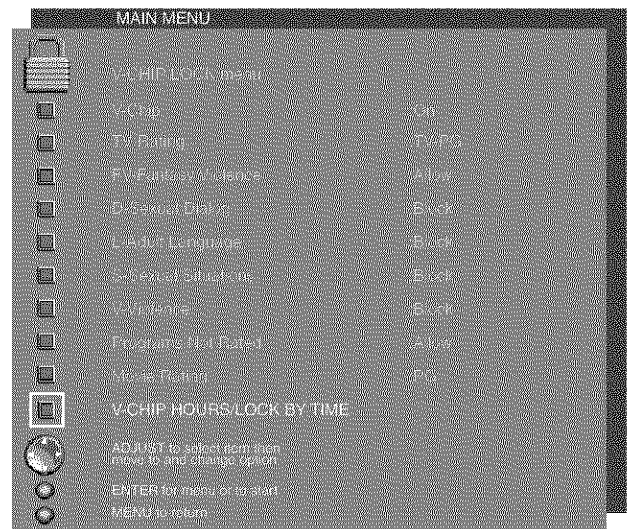 MAIN MENU
V-CHIP LOCK menu
V-Chip On
TV Rating TV-PG
FV-Fantasy Violence Allow
D-Sexual Dialog Block
L-Adult Language Block
S-Sexual Situations Block
V-Violence Block
Programs Not Rated Allow
Movie Rating PG
V-CHIP HOURS/LOCK BY TIME
ADJUST to select item then
move to and change option
ENTER for menu or to start
MENU to return